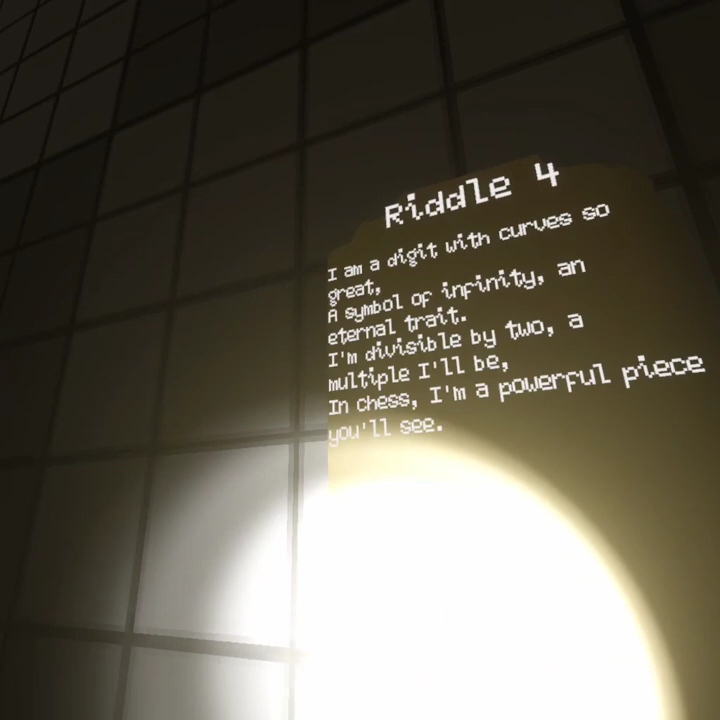 Riddle 4
I am a digit with curves so
great,
A symbol of infinity, an
eternal trait.
I'm divisible by two, a
multiple I'll be,
In chess, I'm a powerful piece
you'll see.